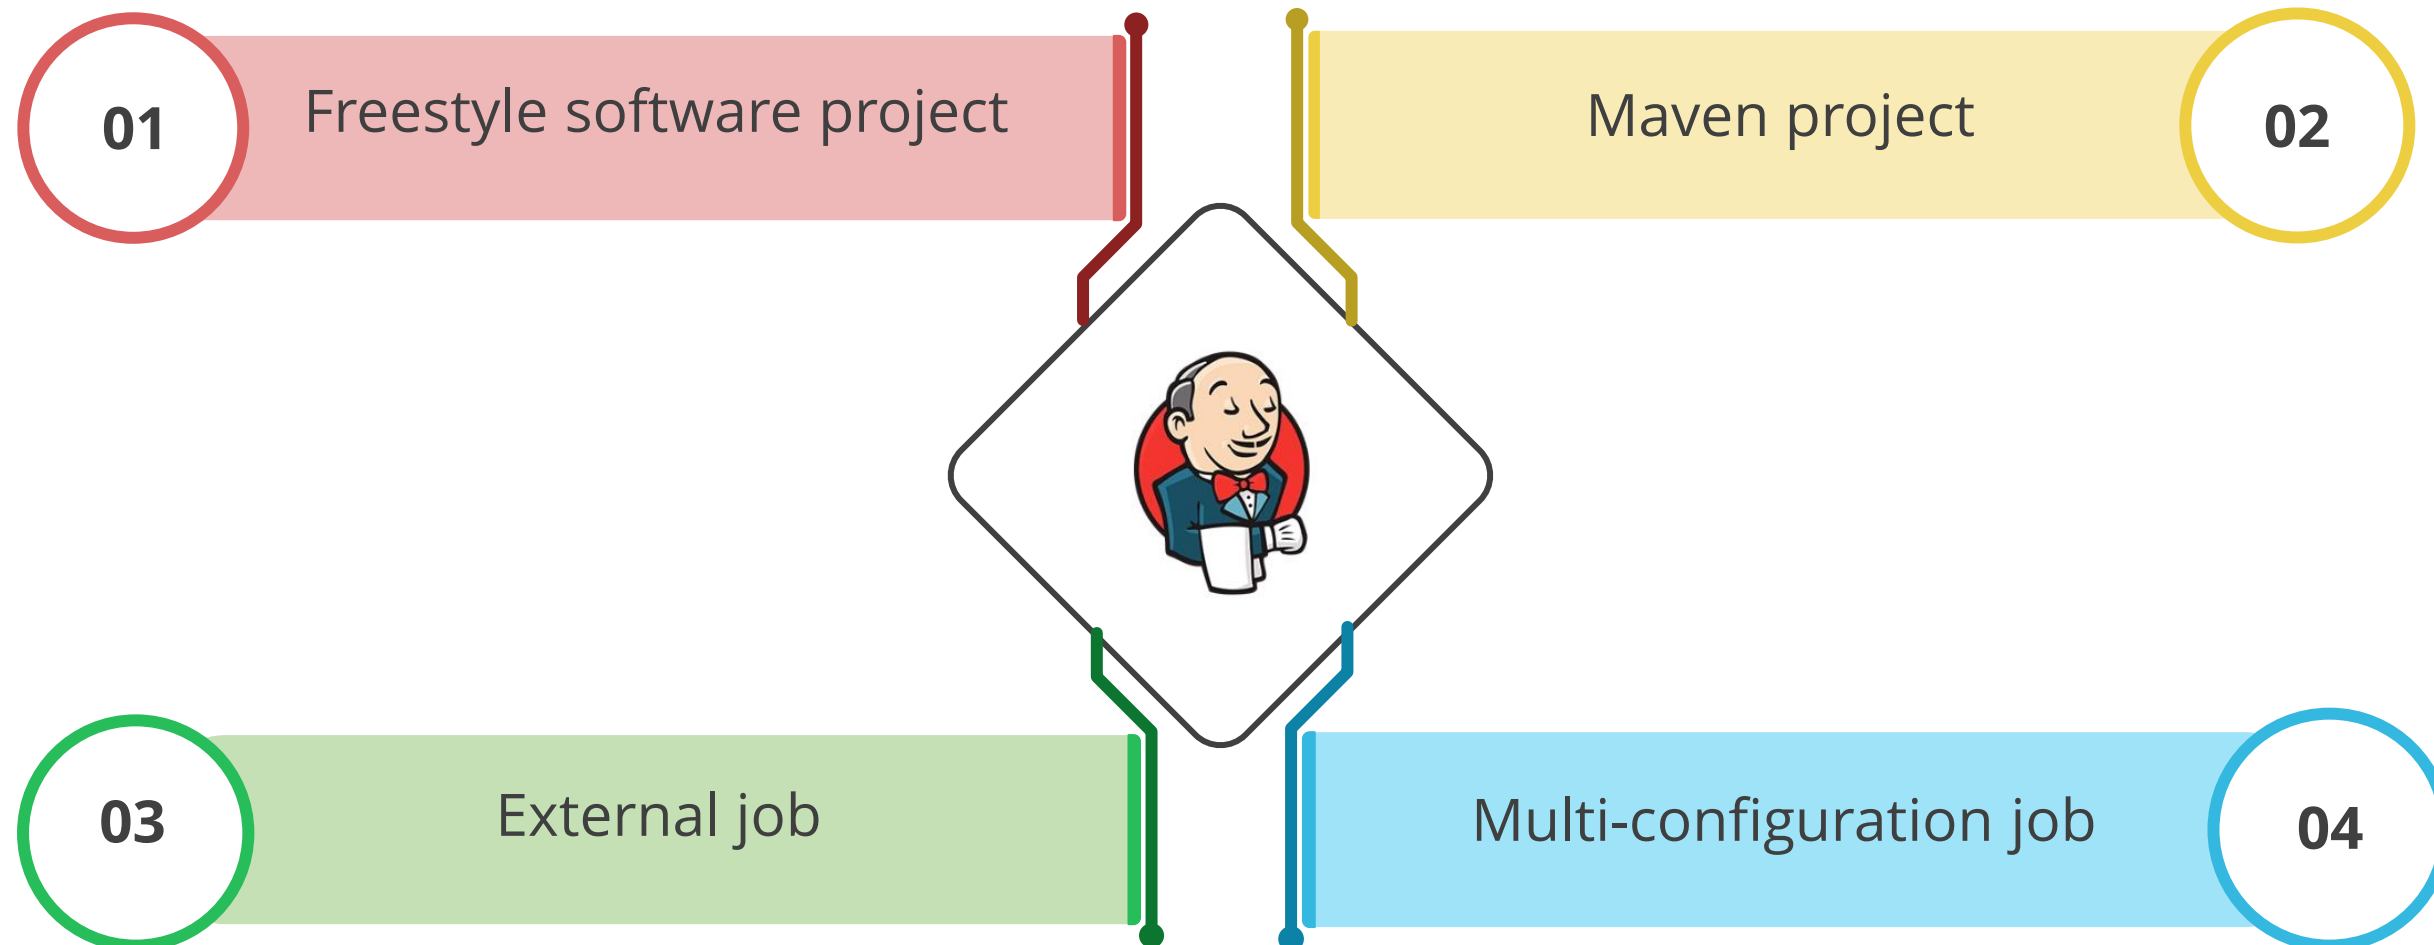 01
Freestyle software project
Maven project
02
03
External job
Multi-configuration job
04